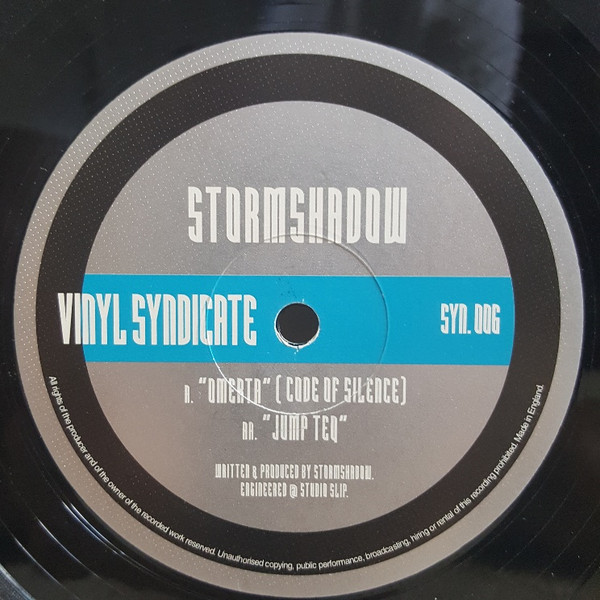 STORMSHADOW
VINYL SYNDICATE
SYN. 006
A. "OMERTA" (CODE OF SILENCE)
AA. "JUMP TEQ"
WRITTEN & PRODUCED BY STORMSHADOW.
ENGINEERED @ STUDIO SLIP.
All rights of the producer and of the owner of the recorded work reserved. Unauthorised copying, public performance, broadcasting, hiring or rental of this recording prohibited. Made in England.